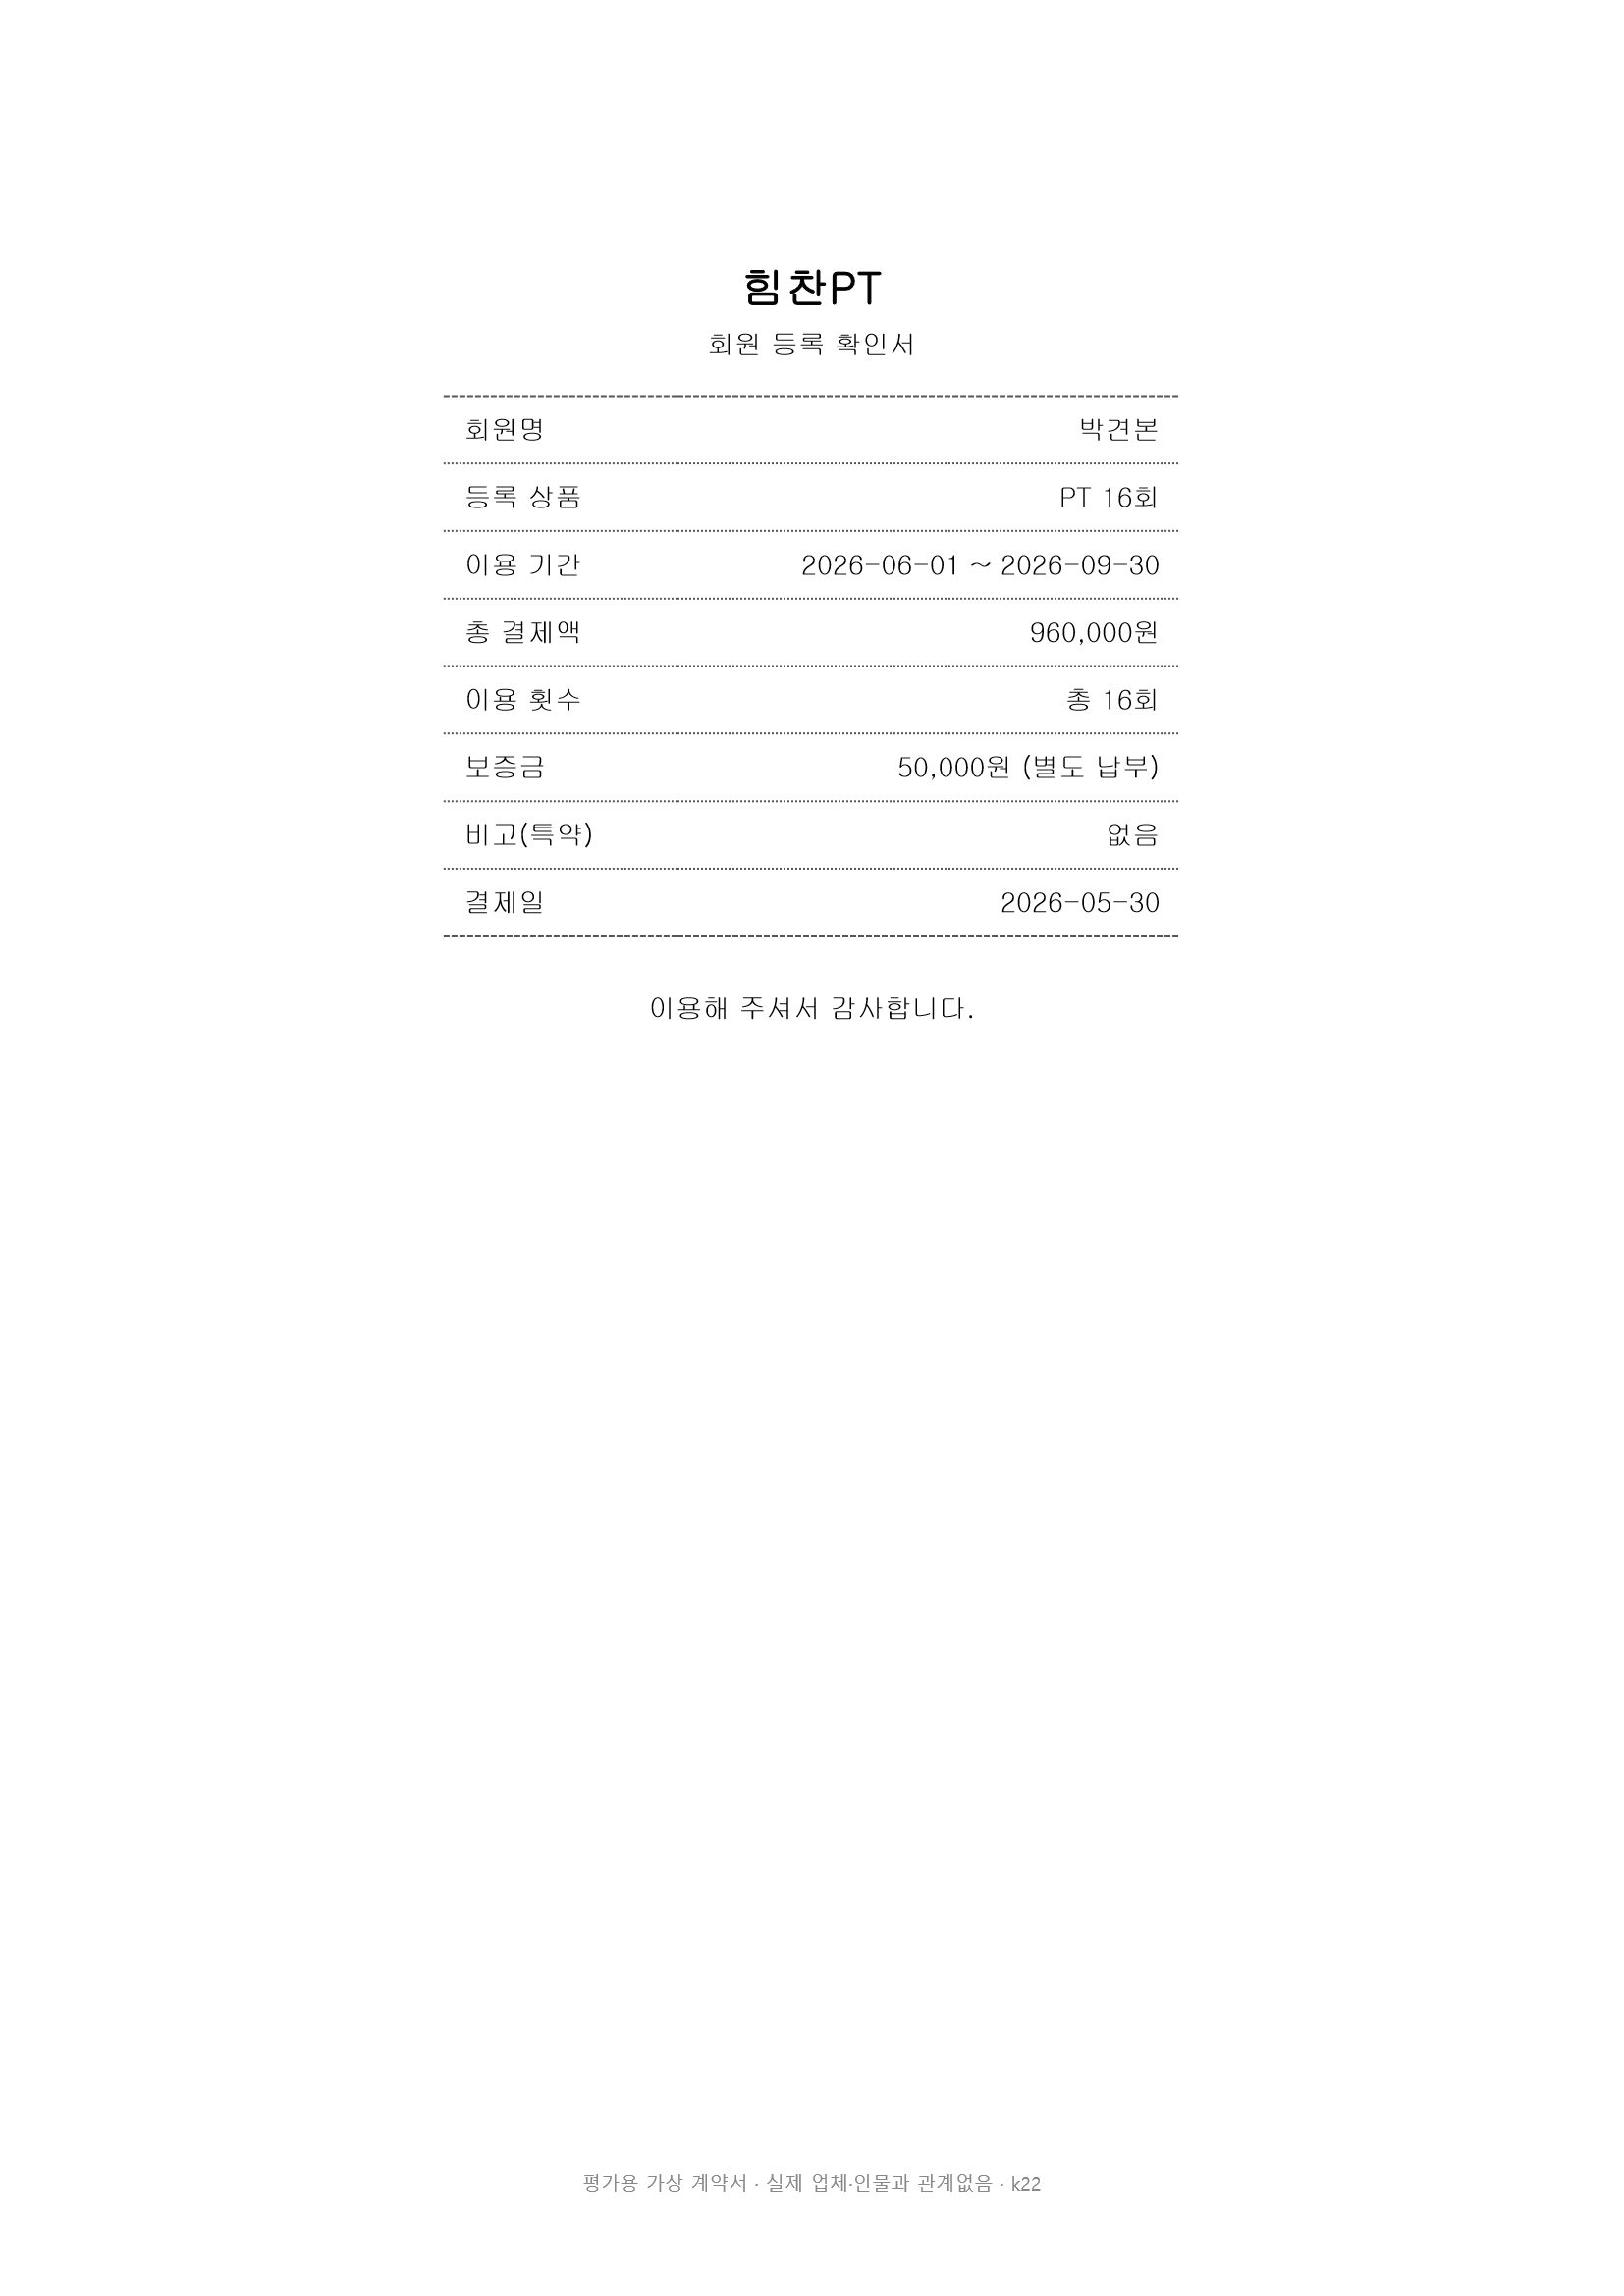 힘찬PT
회원 등록 확인서
회원명 박견본
등록 상품 PT 16회
이용 기간 2026-06-01 ~ 2026-09-30
총 결제액 960,000원
이용 횟수 총 16회
보증금 50,000원 (별도 납부)
비고(특약) 없음
결제일 2026-05-30
이용해 주셔서 감사합니다.
평가용 가상 계약서 · 실제 업체·인물과 관계없음 · k22